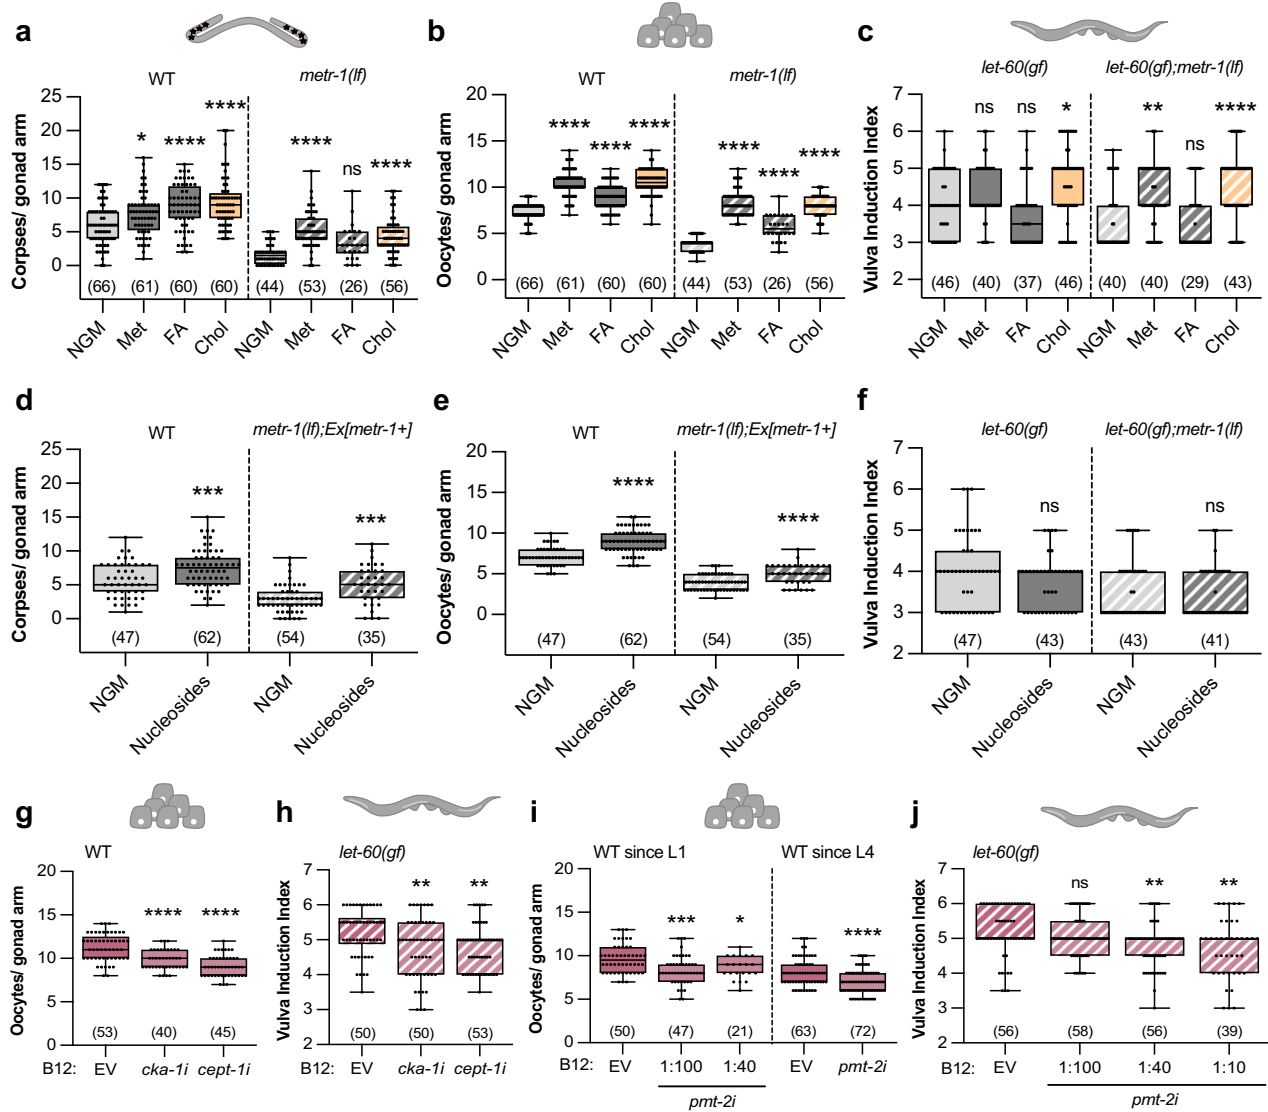 a
WT
metr-1(lf)
Corpses/ gonad arm
25
20
15
10
5
0
* **** **** **** ns ****
(66) (61) (60) (60) (44) (53) (26) (56)
NGM Met FA Chol NGM Met FA Chol
b
WT
metr-1(lf)
Oocytes/ gonad arm
20
15
10
5
0
**** **** **** **** **** ****
(66) (61) (60) (60) (44) (53) (26) (56)
NGM Met FA Chol NGM Met FA Chol
c
let-60(gf)
let-60(gf);metr-1(lf)
Vulva Induction Index
7
6
5
4
3
2
ns ns * ** ns ****
(46) (40) (37) (46) (40) (40) (29) (43)
NGM Met FA Chol NGM Met FA Chol
d
WT
metr-1(lf);Ex[metr-1+]
Corpses/ gonad arm
25
20
15
10
5
0
*** ***
(47) (62) (54) (35)
NGM Nucleosides NGM Nucleosides
e
WT
metr-1(lf);Ex[metr-1+]
Oocytes/ gonad arm
20
15
10
5
0
**** ****
(47) (62) (54) (35)
NGM Nucleosides NGM Nucleosides
f
let-60(gf)
let-60(gf);metr-1(lf)
Vulva Induction Index
7
6
5
4
3
2
ns ns
(47) (43) (43) (41)
NGM Nucleosides NGM Nucleosides
g
WT
Oocytes/ gonad arm
20
15
10
5
0
**** ****
(53) (40) (45)
B12: EV cka-1i cept-1i
h
let-60(gf)
Vulva Induction Index
7
6
5
4
3
2
** **
(50) (50) (53)
B12: EV cka-1i cept-1i
i
WT since L1
WT since L4
Oocytes/ gonad arm
20
15
10
5
0
*** * ****
(50) (47) (21) (63) (72)
B12: EV 1:100 1:40 EV pmt-2i
pmt-2i
j
let-60(gf)
Vulva Induction Index
7
6
5
4
3
2
ns ** **
(56) (58) (56) (39)
B12: EV 1:100 1:40 1:10
pmt-2i